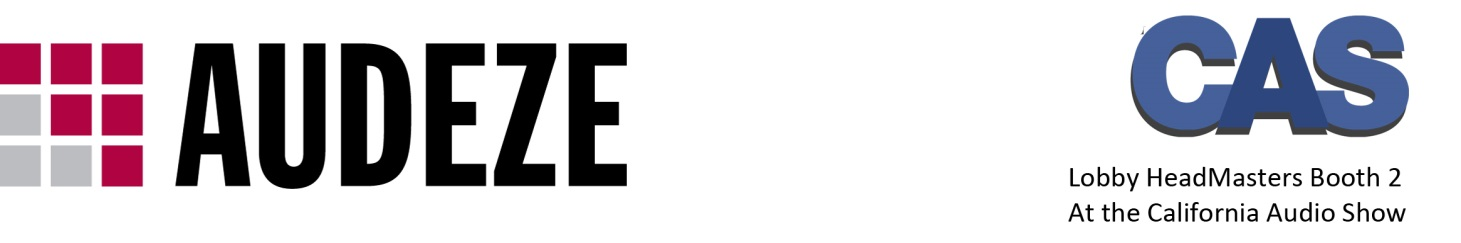 AUDEZE
CAS
Lobby HeadMasters Booth 2
At the California Audio Show